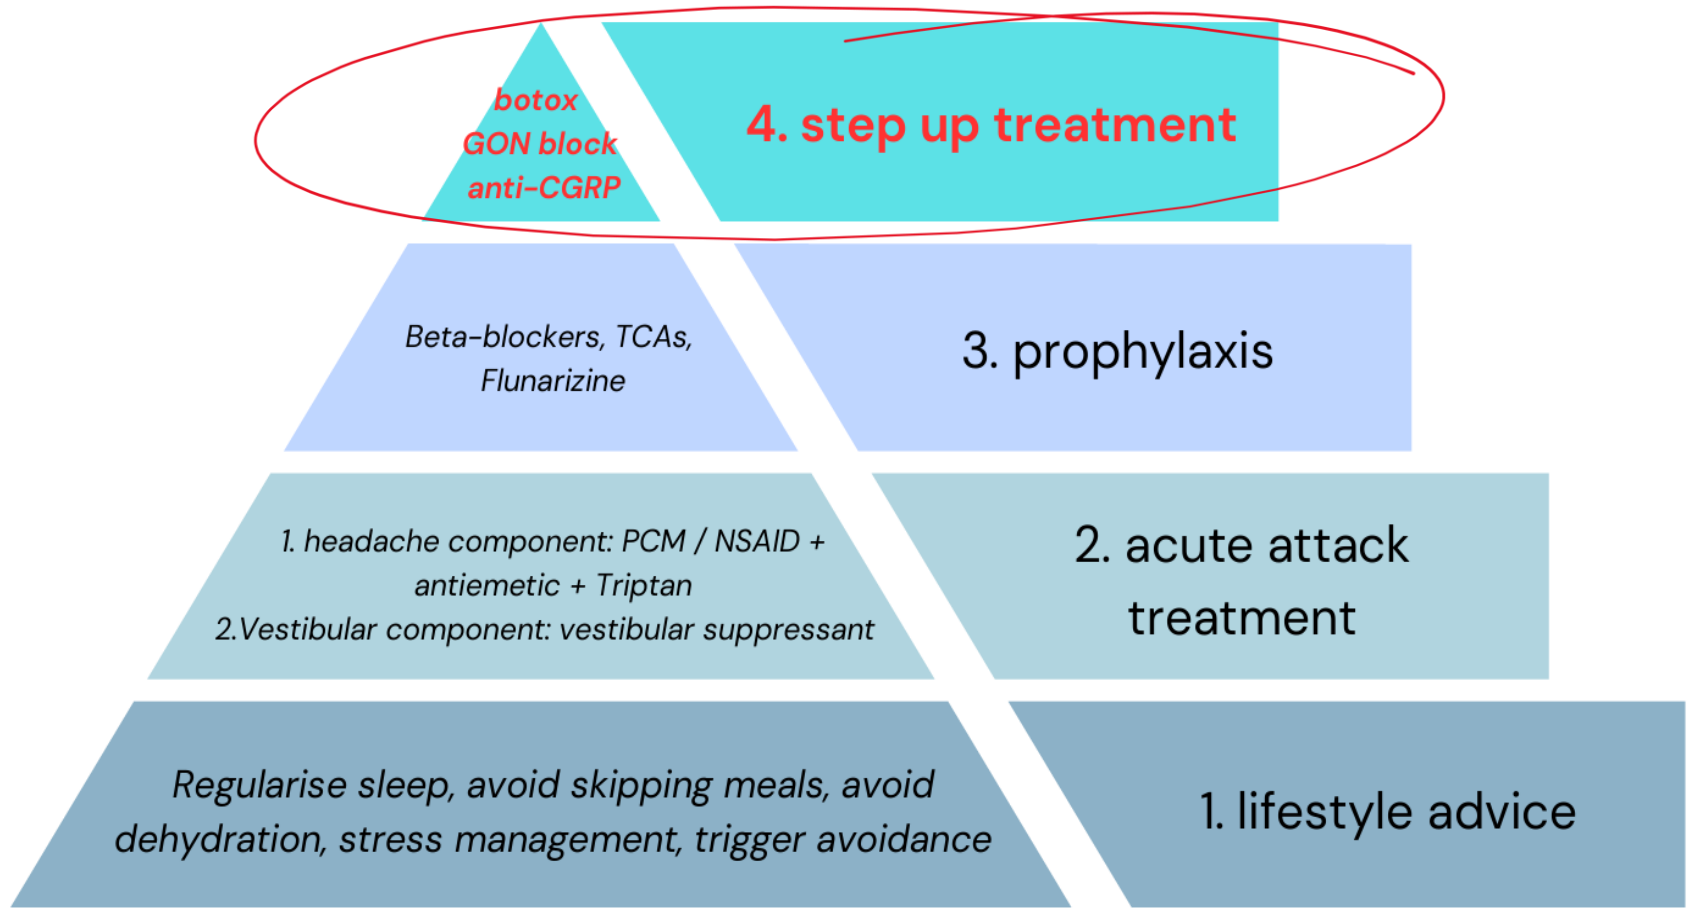 botox
GON block
anti-CGRP
4. step up treatment
Beta-blockers, TCAs,
Flunarizine
3. prophylaxis
1. headache component: PCM / NSAID +
antiemetic + Triptan
2.Vestibular component: vestibular suppressant
2. acute attack
treatment
Regularise sleep, avoid skipping meals, avoid
dehydration, stress management, trigger avoidance
1. lifestyle advice